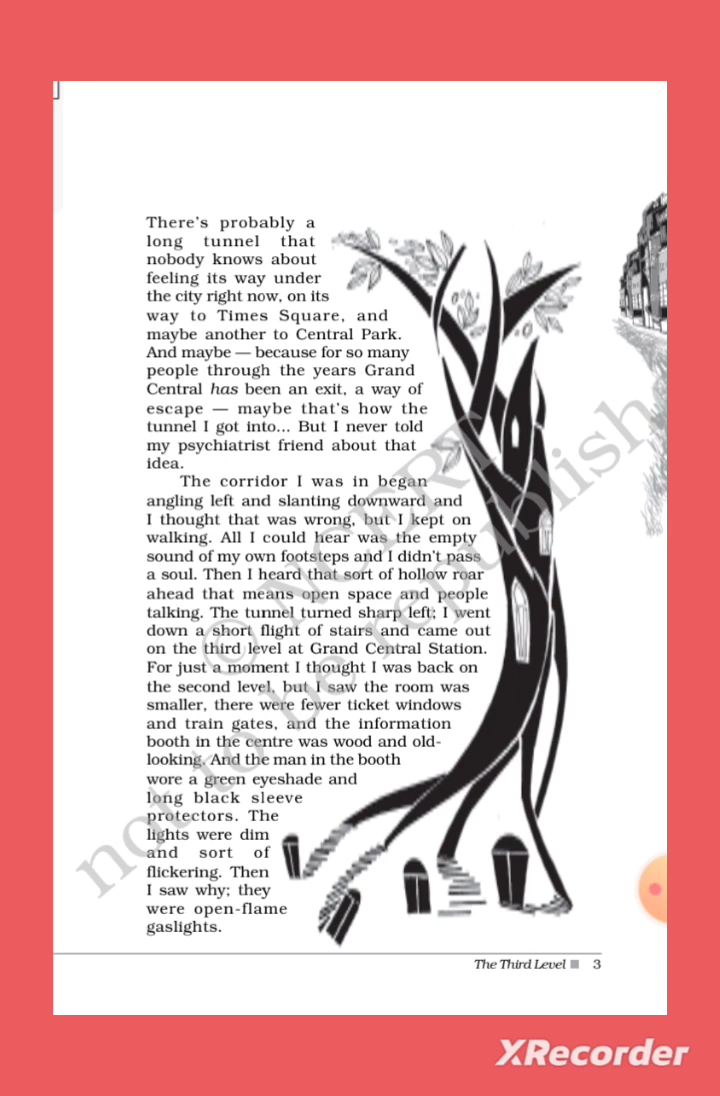 There's probably a
long tunnel that
nobody knows about
feeling its way under
the city right now, on its
way to Times Square, and
maybe another to Central Park.
And maybe — because for so many
people through the years Grand
Central has been an exit, a way of
escape — maybe that's how the
tunnel I got into... But I never told
my psychiatrist friend about that
idea.
The corridor I was in began
angling left and slanting downward and
I thought that was wrong, but I kept on
walking. All I could hear was the empty
sound of my own footsteps and I didn't pass
a soul. Then I heard that sort of hollow roar
ahead that means open space and people
talking. The tunnel turned sharp left; I went
down a short flight of stairs and came out
on the third level at Grand Central Station.
For just a moment I thought I was back on
the second level, but I saw the room was
smaller, there were fewer ticket windows
and train gates, and the information
booth in the centre was wood and old-
looking. And the man in the booth
wore a green eyeshade and
long black sleeve
protectors. The
lights were dim
and sort of
flickering. Then
I saw why; they
were open-flame
gaslights.
© NCERT
not to be republish
The Third Level ■ 3
XRecorder